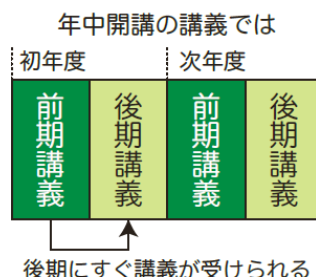 年中開講の講義では
初年度
次年度
前期講義
後期講義
前期講義
後期講義
後期にすぐ講義が受けられる